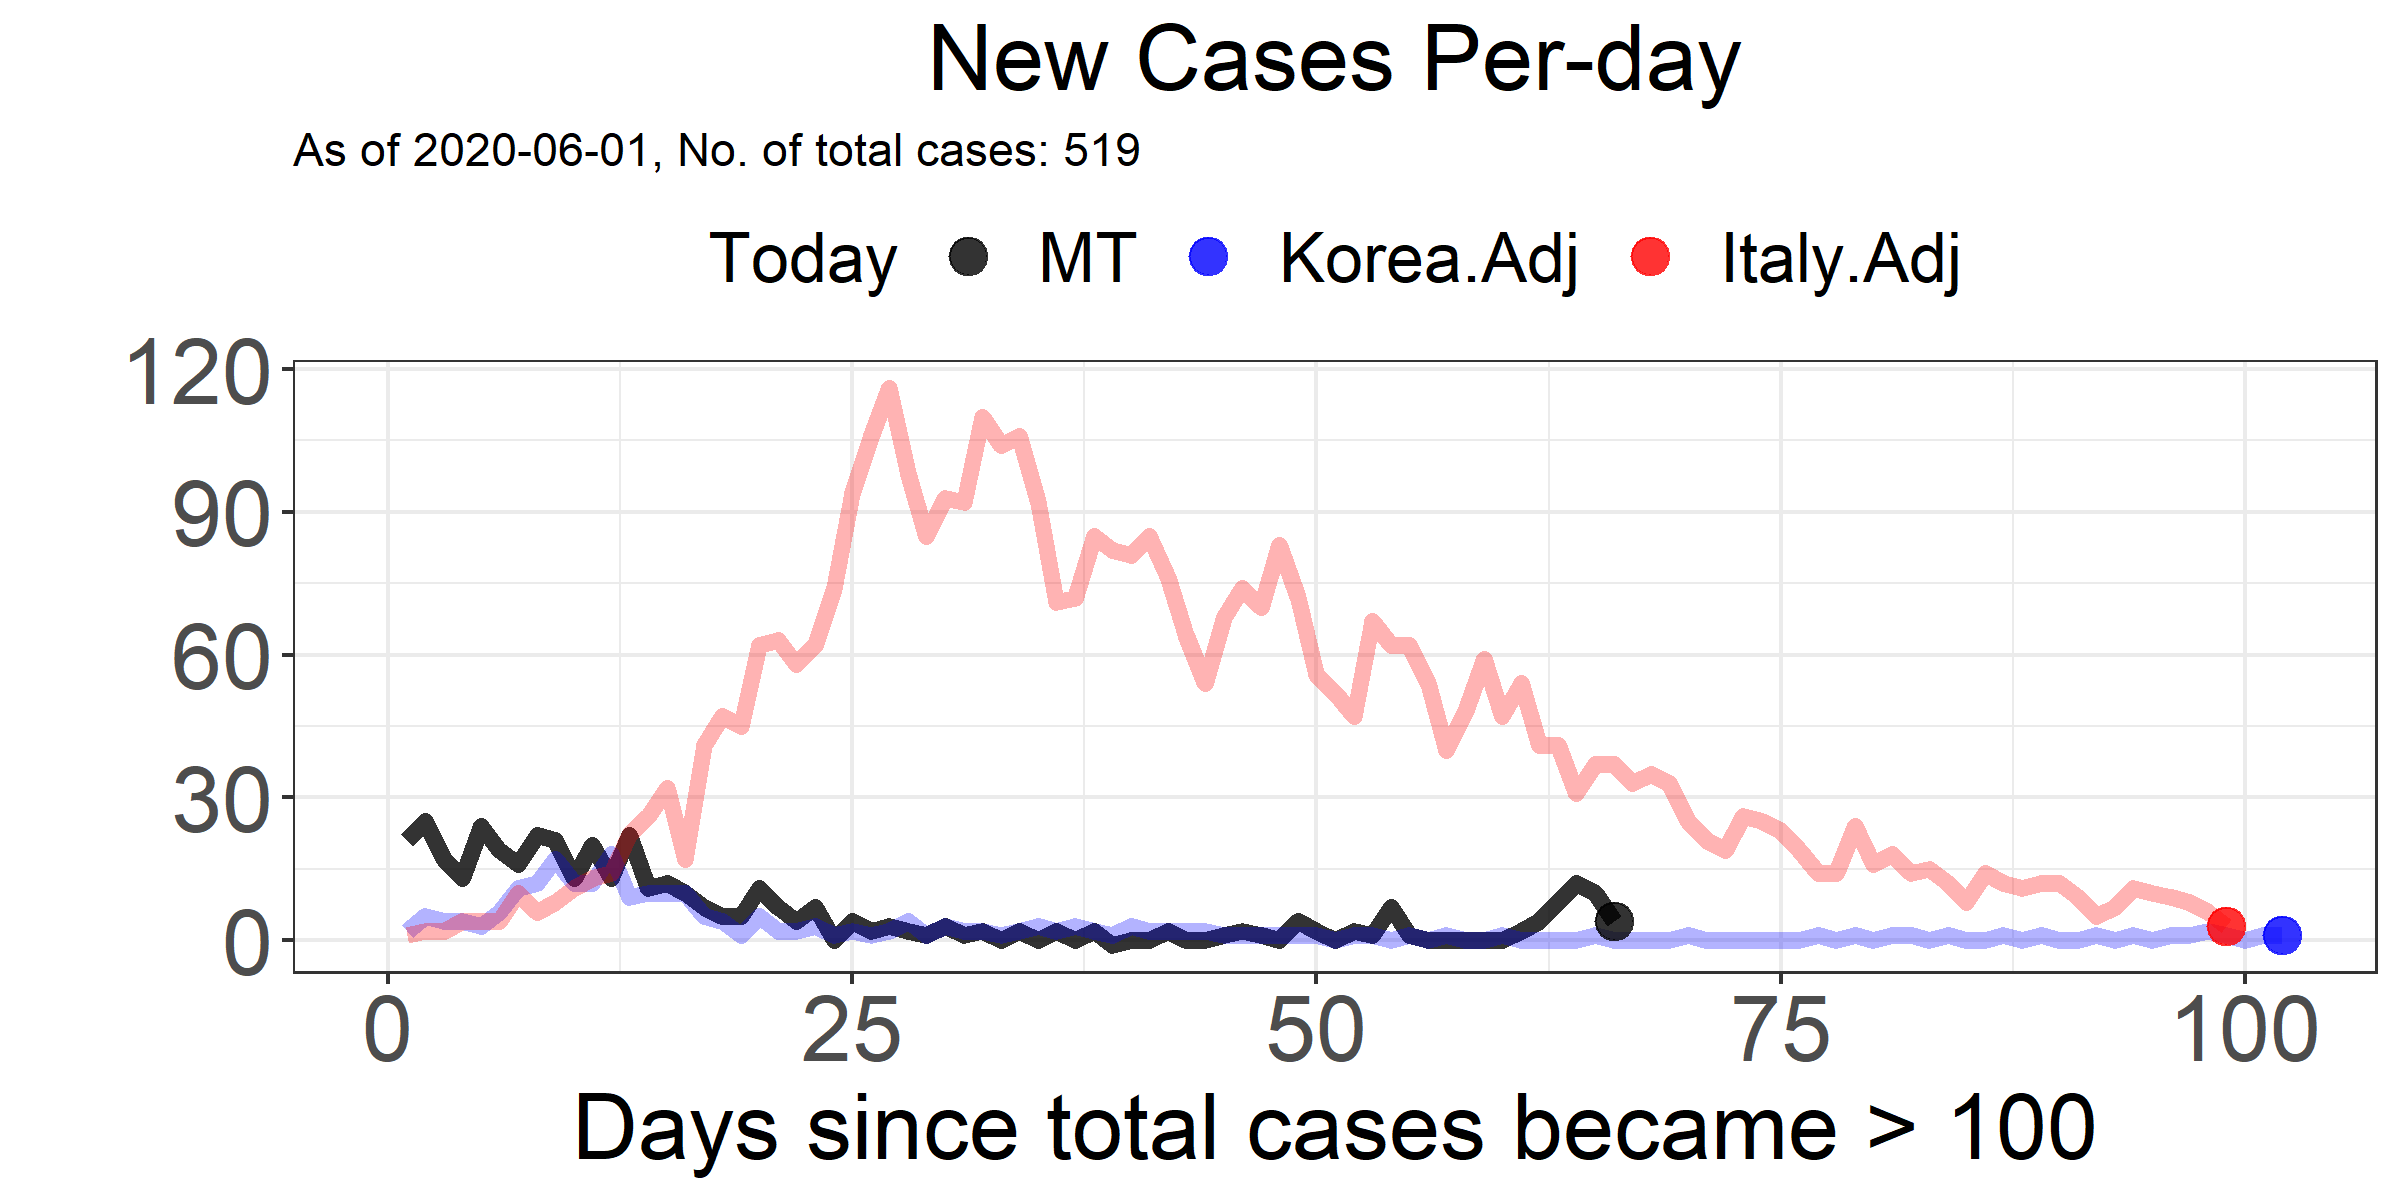 New Cases Per-day
As of 2020-06-01, No. of total cases: 519
Today MT Korea.Adj Italy.Adj
120
90
60
30
0
0 25 50 75 100
Days since total cases became > 100